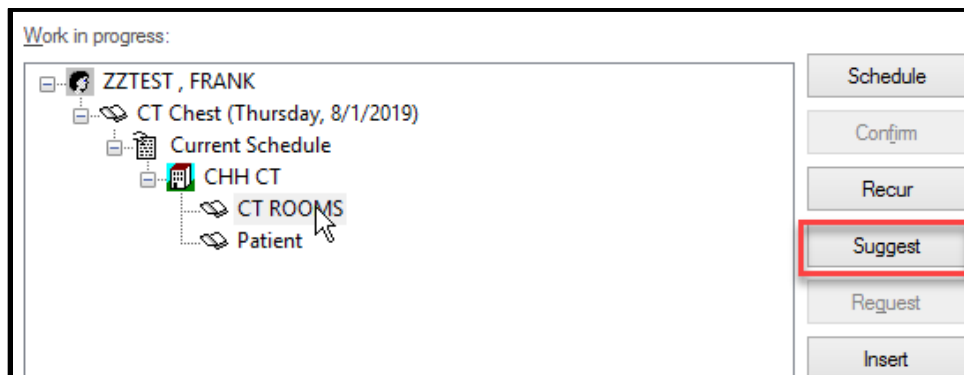 Work in progress:
ZZTEST , FRANK
CT Chest (Thursday, 8/1/2019)
Current Schedule
CHH CT
CT ROOMS
Patient
Schedule
Confirm
Recur
Suggest
Request
Insert